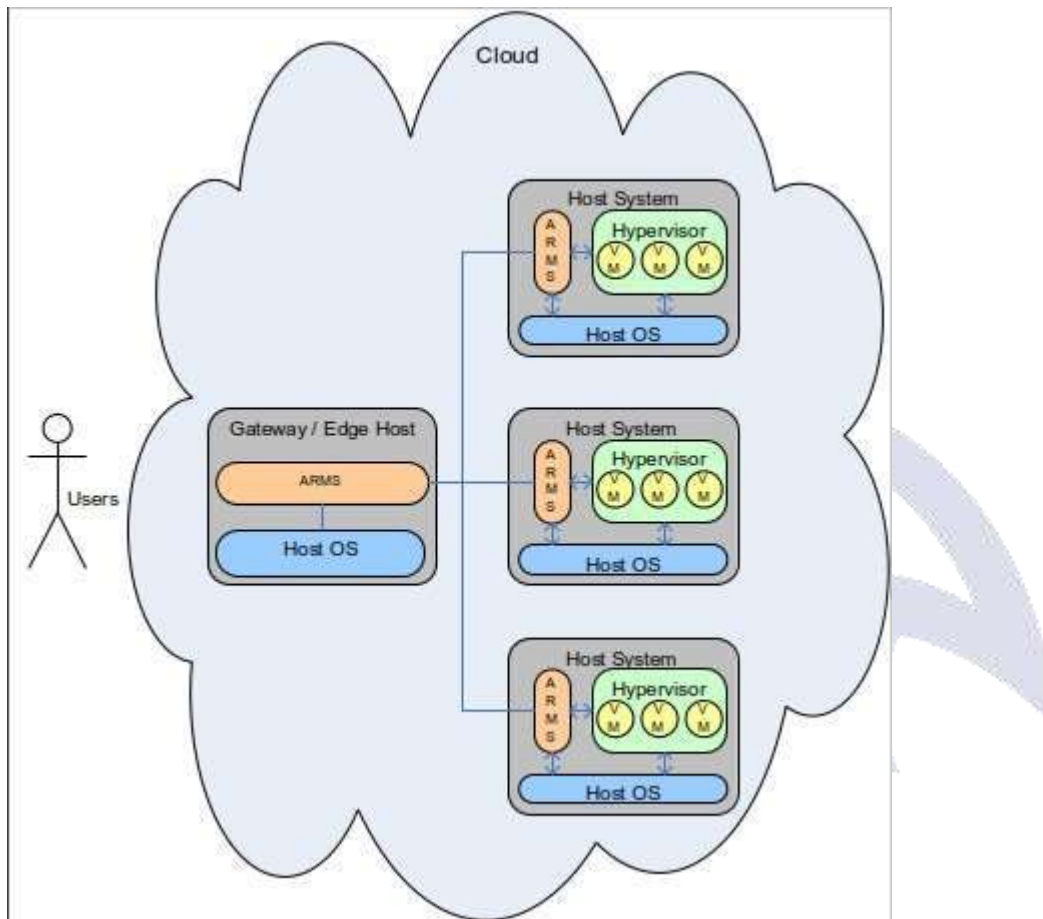 Cloud
Host System
A
R
M
S
Hypervisor
V V V
M M M
Host OS
Users
Gateway / Edge Host
ARMS
Host OS
Host System
A
R
M
S
Hypervisor
V V V
M M M
Host OS
Host System
A
R
M
S
Hypervisor
V V V
M M M
Host OS